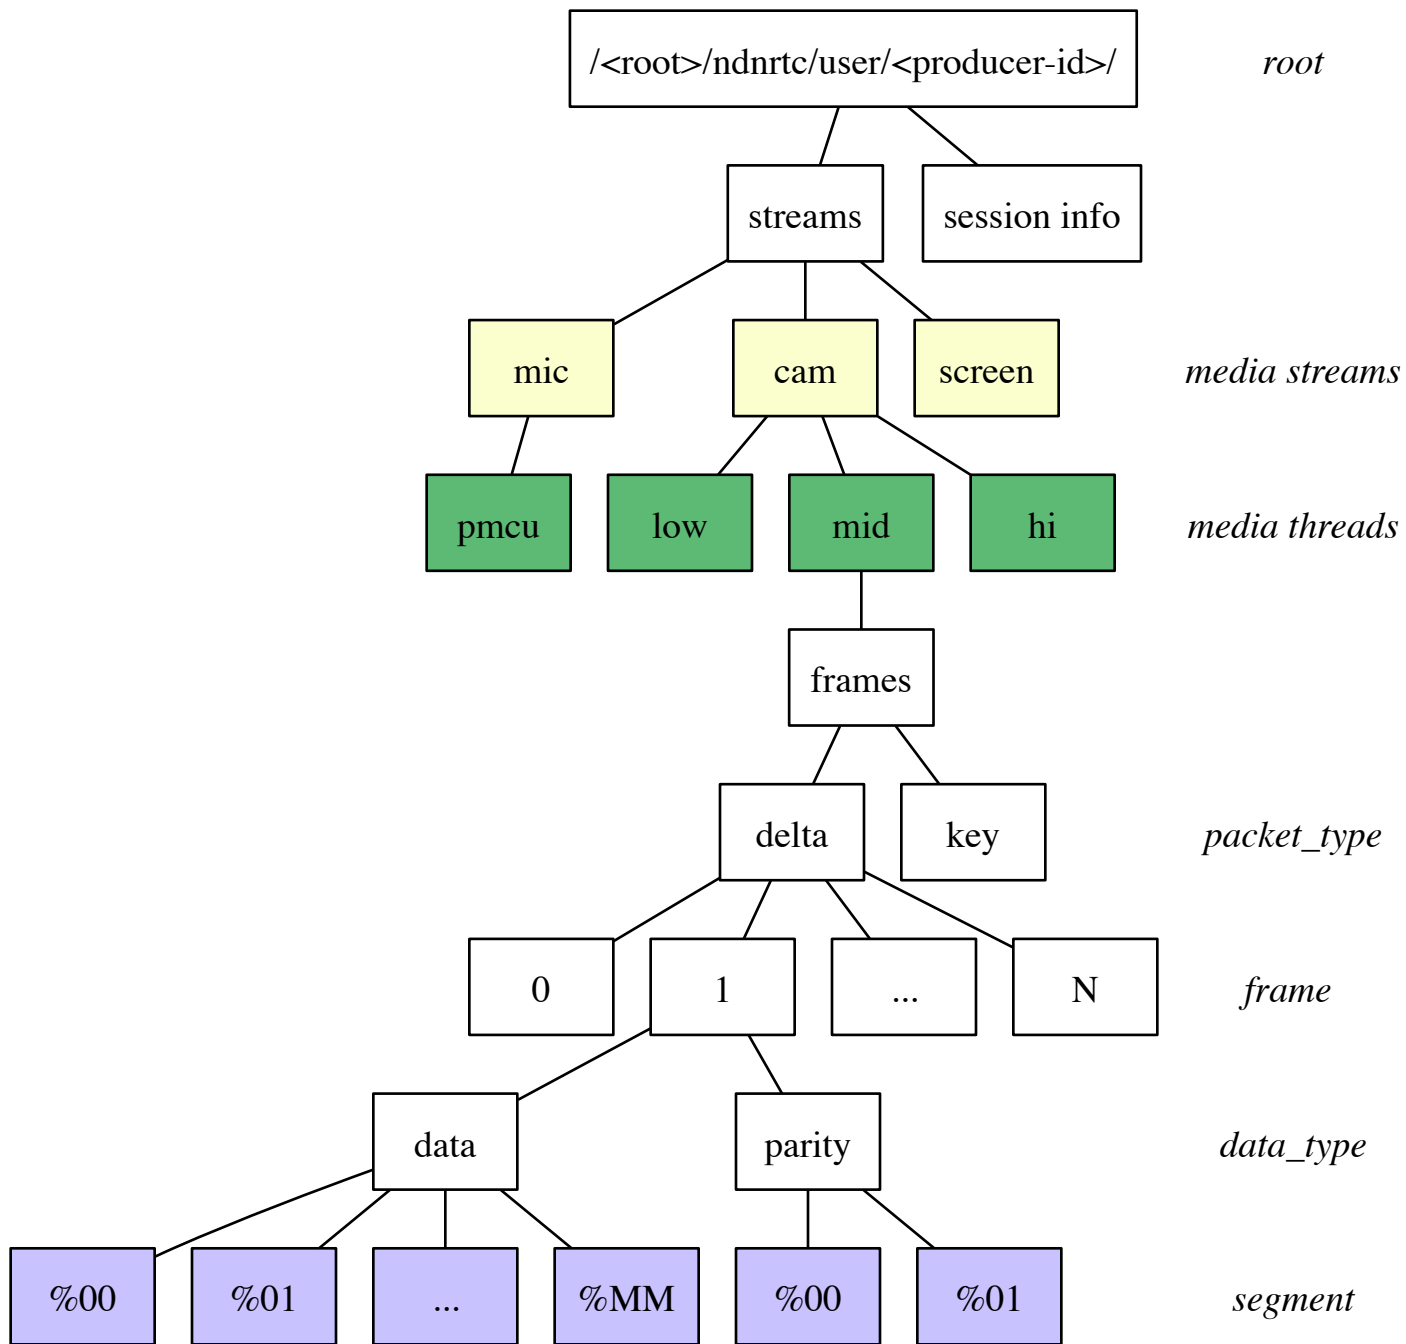 /<root>/ndnrtc/user/<producer-id>/ root
streams session info
mic cam screen media streams
pmcu low mid hi media threads
frames
delta key packet_type
0 1 ... N frame
data parity data_type
%00 %01 ... %MM %00 %01 segment